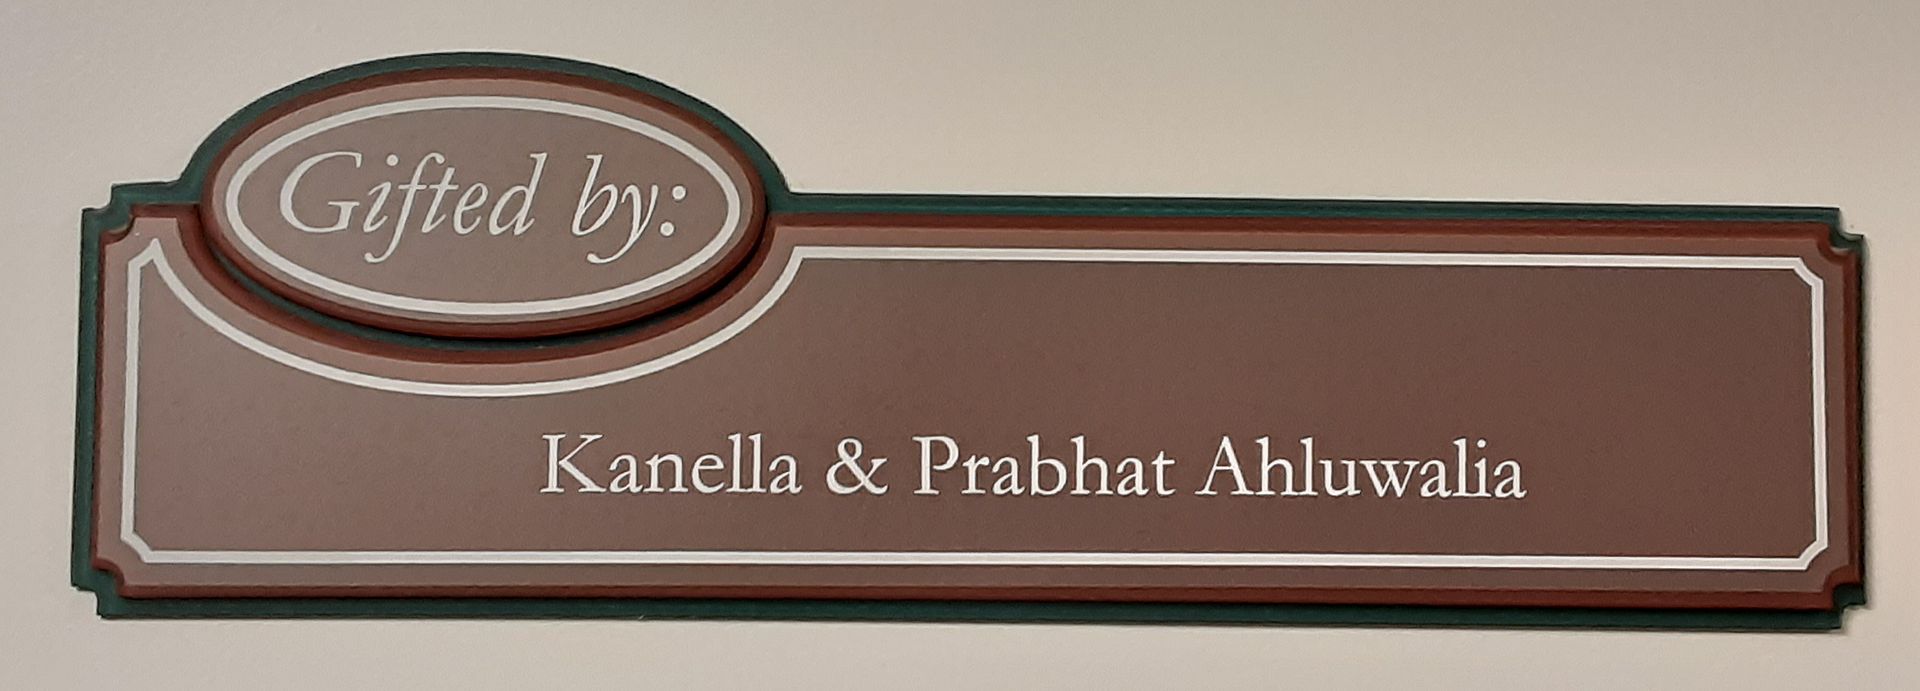 Gifted by:
Kanella & Prabhat Ahluwalia